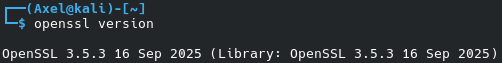 ┌──(Axel㉿kali)-[~]
└─$ openssl version
OpenSSL 3.5.3 16 Sep 2025 (Library: OpenSSL 3.5.3 16 Sep 2025)